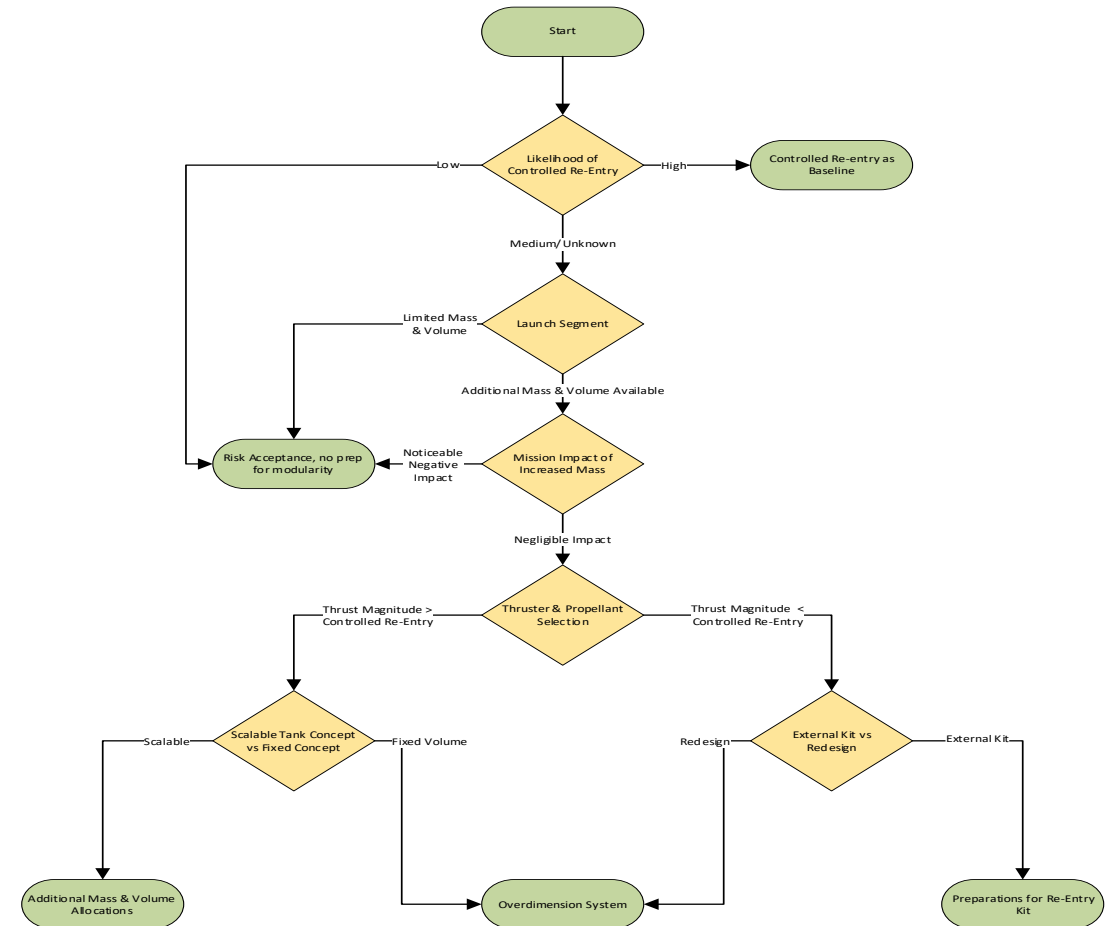 Start
Likelihood of
Controlled Re-Entry
Low
High
Controlled Re-entry as
Baseline
Medium/Unknown
Limited Mass
& Volume
Launch Segment
Additional Mass & Volume Available
Risk Acceptance, no prep
for modularity
Noticeable
Negative
Impact
Mission Impact of
Increased Mass
Negligible Impact
Thrust Magnitude >
Controlled Re-Entry
Thruster & Propellant
Selection
Thrust Magnitude <
Controlled Re-Entry
Scalable
Scalable Tank Concept
vs Fixed Concept
Fixed Volume
Redesign
External Kit vs
Redesign
External Kit
Additional Mass & Volume
Allocations
Overdimension System
Preparations for Re-Entry
Kit